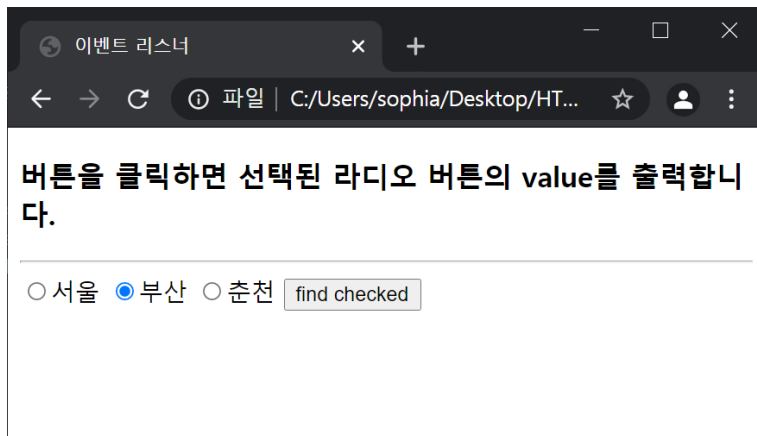 이벤트 리스너
파일 | C:/Users/sophia/Desktop/HT...
버튼을 클릭하면 선택된 라디오 버튼의 value를 출력합니
다.
서울 부산 춘천 find checked